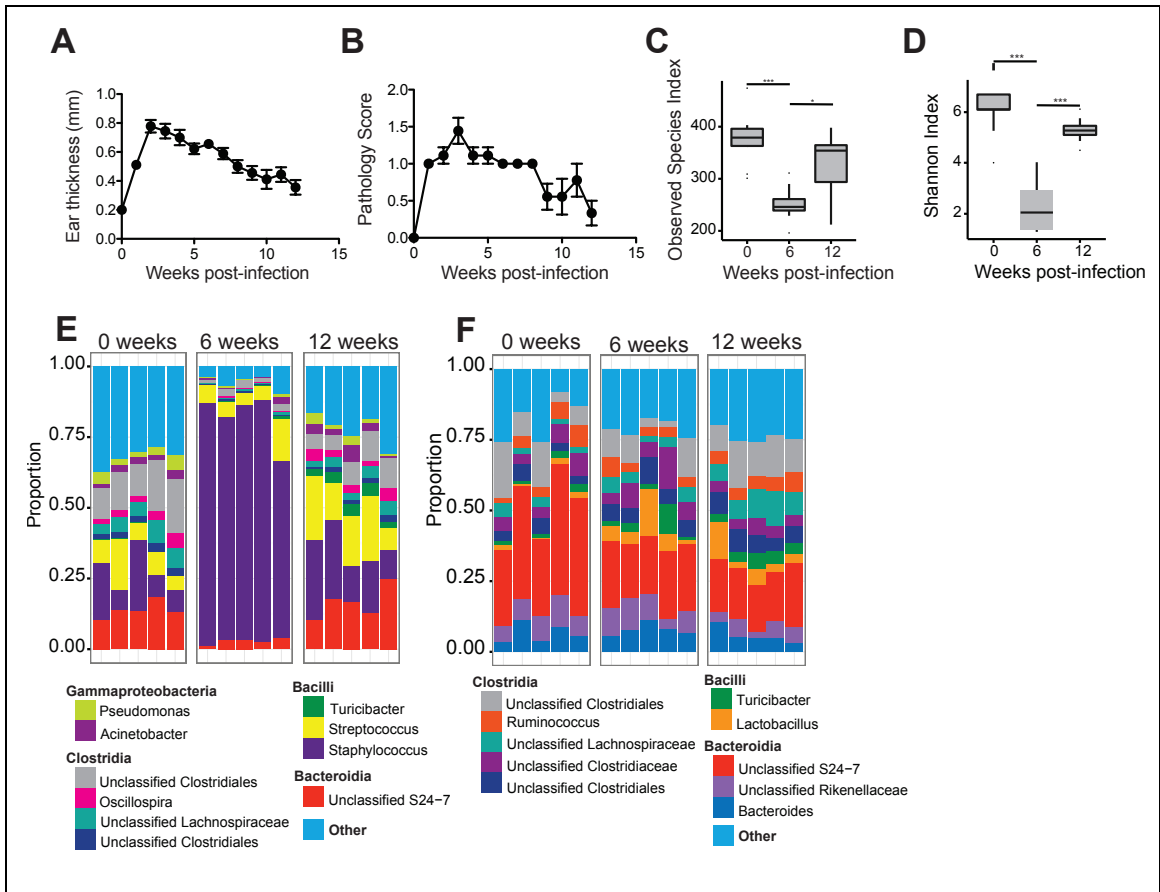 A
Ear thickness (mm)
1.0
0.8
0.6
0.4
0.2
0.0
0
5
10
15
Weeks post-infection
B
Pathology Score
2.0
1.5
1.0
0.5
0.0
0
5
10
15
Weeks post-infection
C
Observed Species Index
400
300
200
***
*
0
6
12
Weeks post-infection
D
Shannon Index
6
4
2
***
***
0
6
12
Weeks post-infection
E
0 weeks
6 weeks
12 weeks
Proportion
1.00
0.75
0.50
0.25
0.00
Gammaproteobacteria
Pseudomonas
Acinetobacter
Clostridia
Unclassified Clostridiales
Oscillospira
Unclassified Lachnospiraceae
Unclassified Clostridiales
Bacilli
Turicibacter
Streptococcus
Staphylococcus
Bacteroidia
Unclassified S24-7
Other
F
0 weeks
6 weeks
12 weeks
Proportion
1.00
0.75
0.50
0.25
0.00
Clostridia
Unclassified Clostridiales
Ruminococcus
Unclassified Lachnospiraceae
Unclassified Clostridiaceae
Unclassified Clostridiales
Bacilli
Turicibacter
Lactobacillus
Bacteroidia
Unclassified S24-7
Unclassified Rikenellaceae
Bacteroides
Other